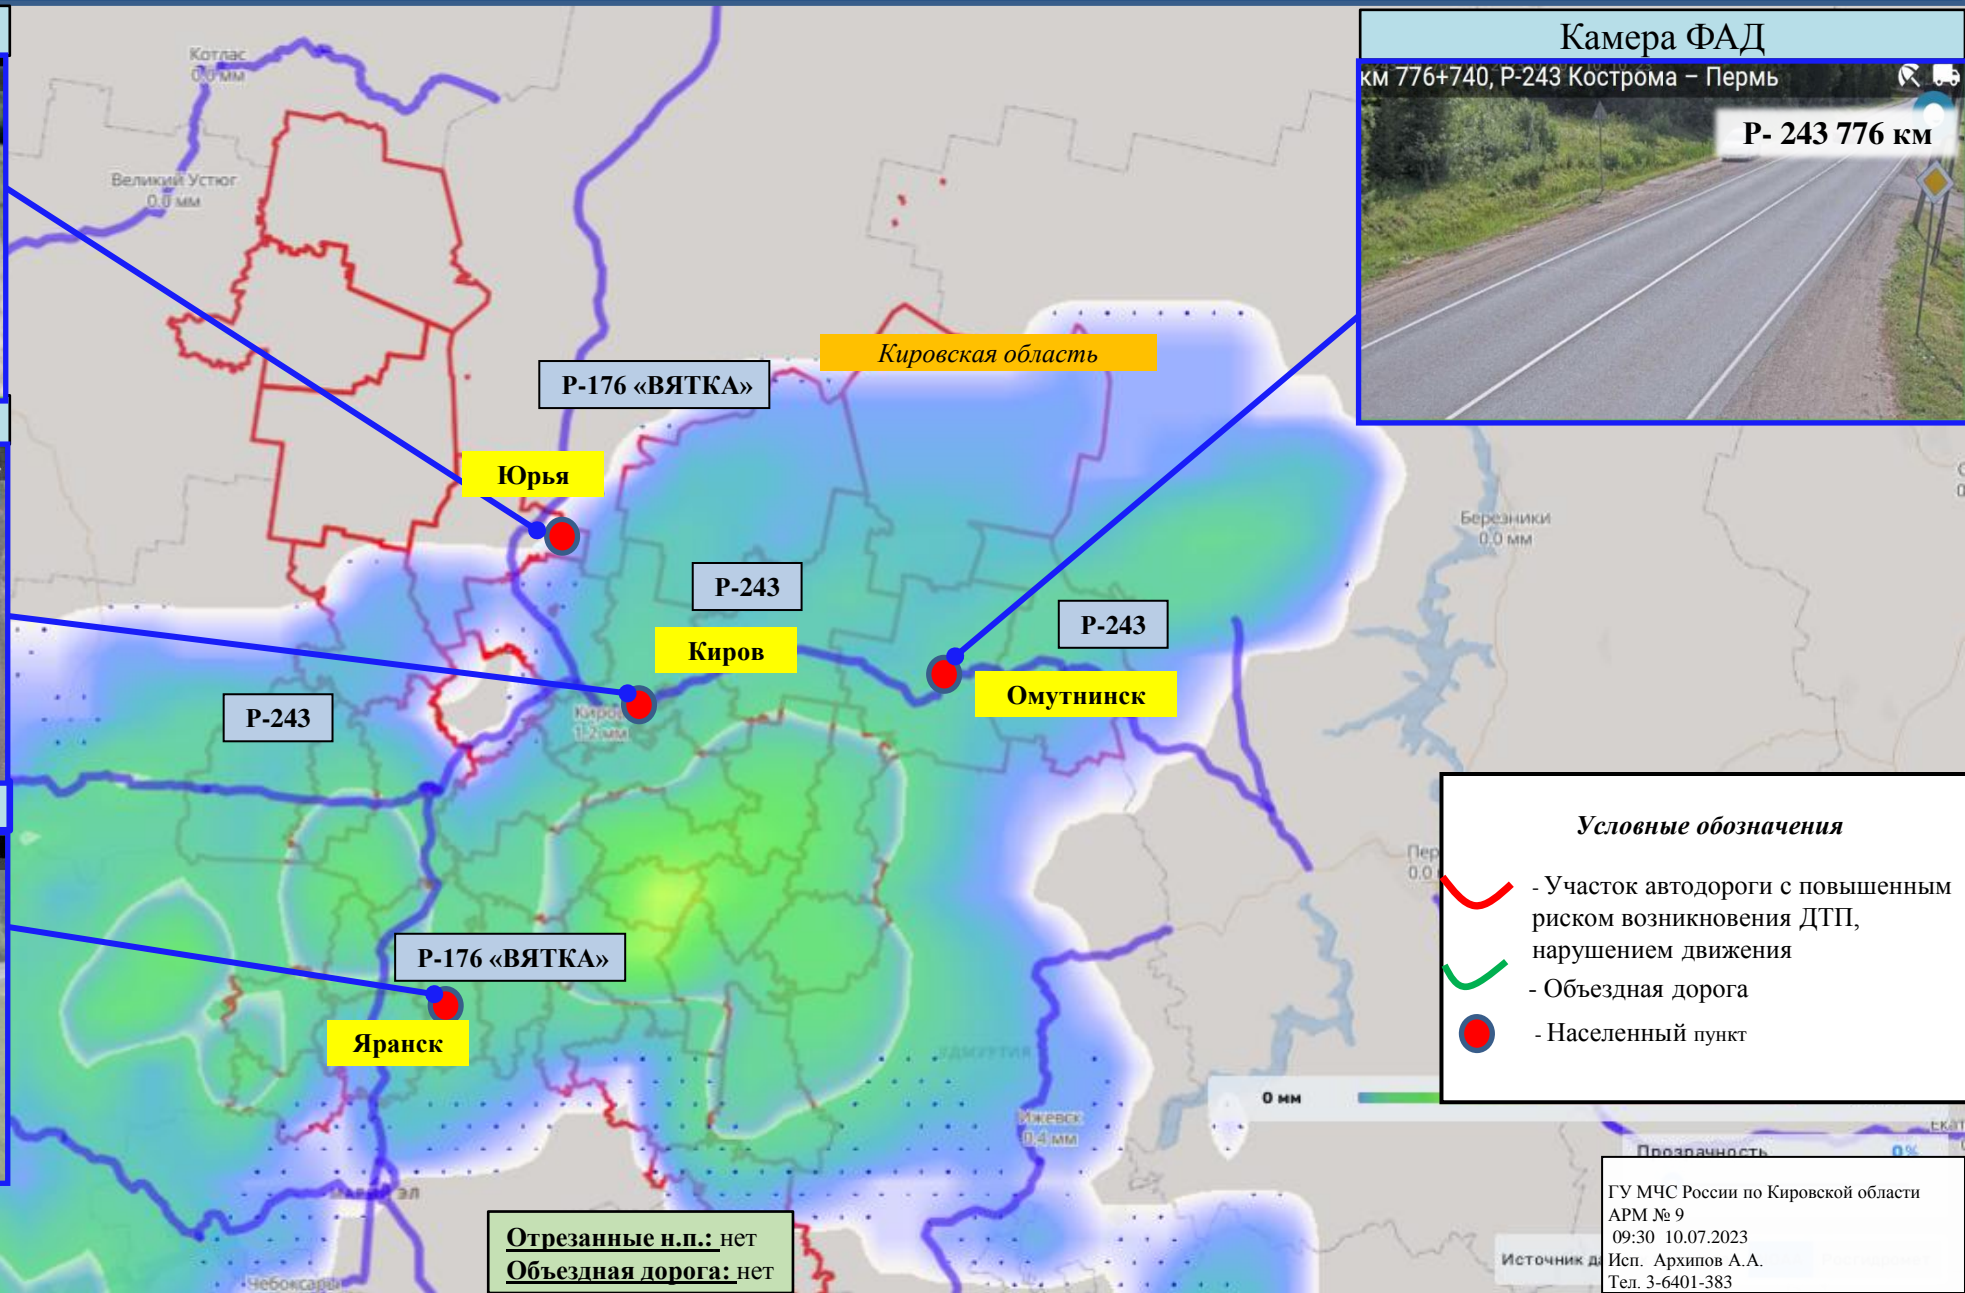 Камера ФАД
км 776+740, Р-243 Кострома – Пермь
Р- 243 776 км
Котлас
0.0 мм
Великий Устюг
0.0 мм
Кировская область
Р-176 «ВЯТКА»
Юрья
Березники
0.0 мм
Р-243
Р-243
Киров
Омутнинск
Р-243
1.2 мм
Условные обозначения
- Участок автодороги с повышенным
риском возникновения ДТП,
нарушением движения
- Объездная дорога
- Населенный пункт
Р-176 «ВЯТКА»
Яранск
УДМУРТИЯ
0 мм
Ижевск
0.4 мм
Прозрачность 0%
ГУ МЧС России по Кировской области
АРМ № 9
09:30 10.07.2023
Исп. Архипов А.А.
Тел. 3-6401-383
Источник
Отрезанные н.п.: нет
Объездная дорога: нет
Чебоксары